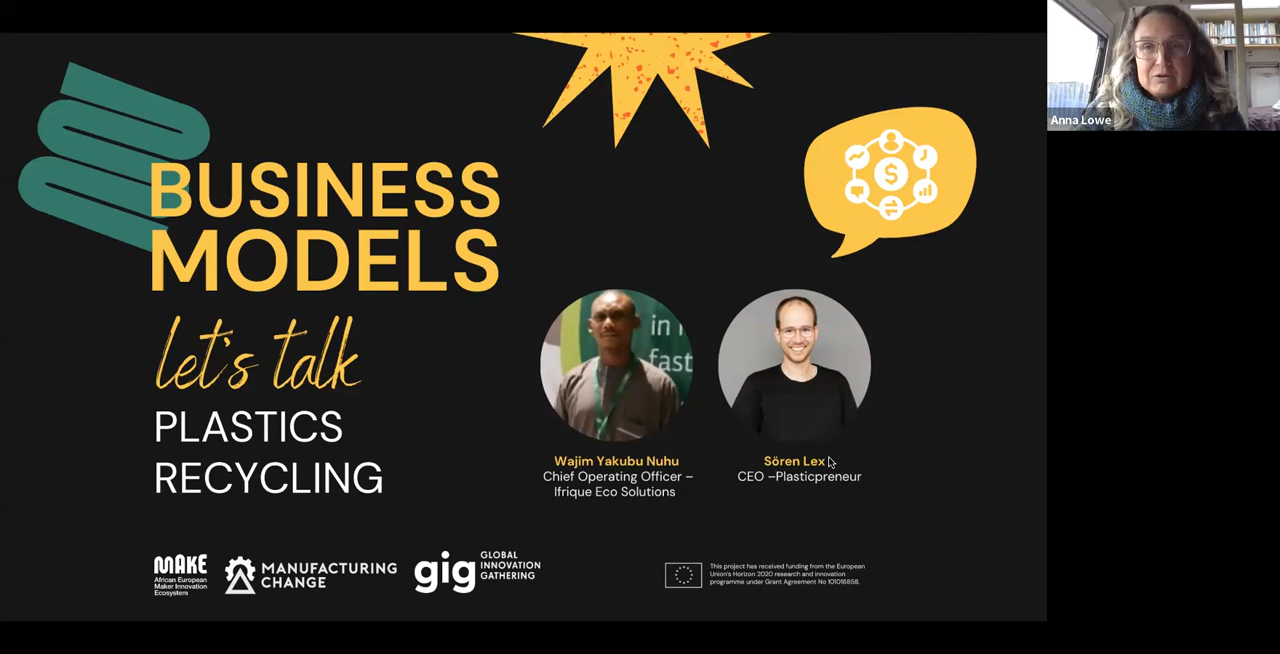 Anna Lowe
BUSINESS
MODELS
let's talk
PLASTICS
RECYCLING
in
fast
Wajim Yakubu Nuhu
Chief Operating Officer –
Ifrique Eco Solutions
Sören Lex
CEO –Plasticpreneur
MAKE
African European
Maker Innovation
Ecosystem
MANUFACTURING
CHANGE
gig
GLOBAL
INNOVATION
GATHERING
This project has received funding from the European
Union's Horizon 2020 research and innovation
programme under Grant Agreement No 101016858.